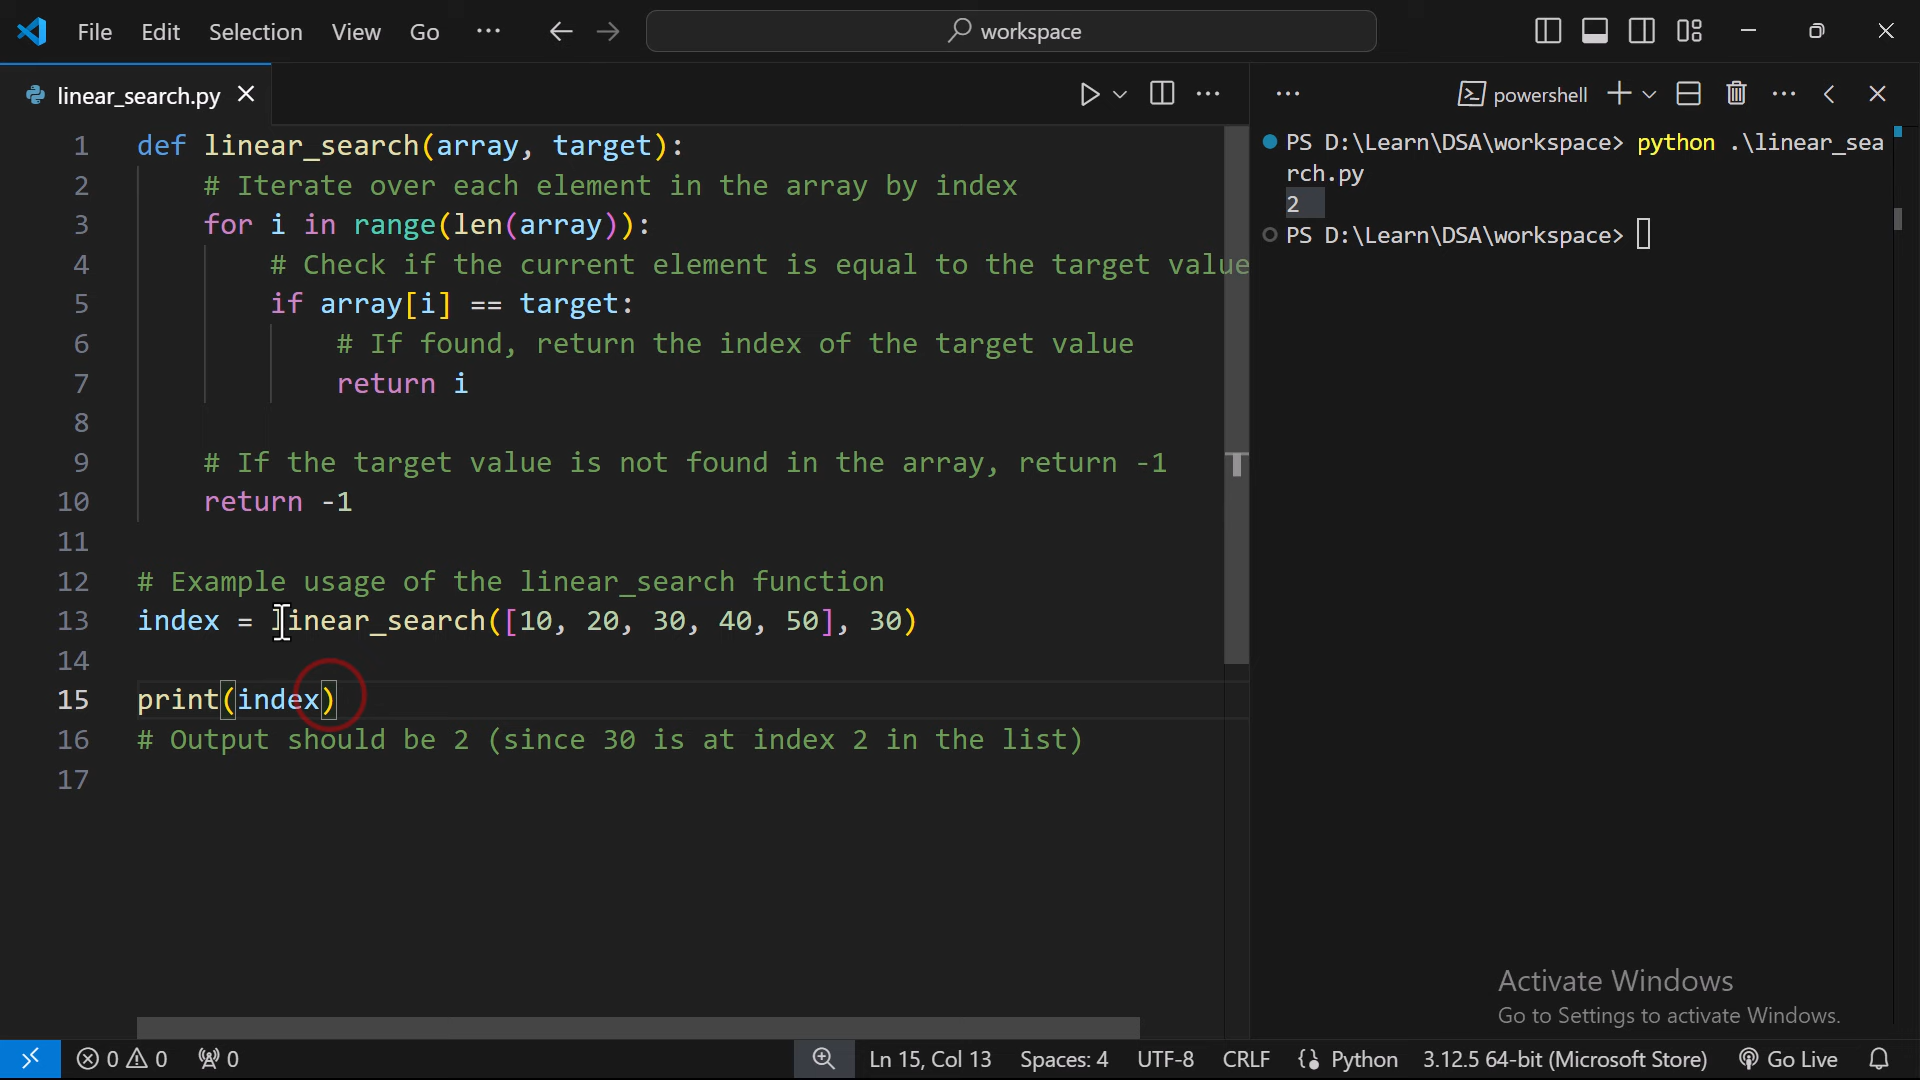 File Edit Selection View Go ··· workspace
linear_search.py
powershell
1 def linear_search(array, target):
2 # Iterate over each element in the array by index
3 for i in range(len(array)):
4 # Check if the current element is equal to the target value
5 if array[i] == target:
6 # If found, return the index of the target value
7 return i
8
9 # If the target value is not found in the array, return -1
10 return -1
11
12 # Example usage of the linear_search function
13 index = linear_search([10, 20, 30, 40, 50], 30)
14
15 print(index)
16 # Output should be 2 (since 30 is at index 2 in the list)
17
PS D:\Learn\DSA\workspace> python .\linear_sea
rch.py
2
PS D:\Learn\DSA\workspace>
Activate Windows
Go to Settings to activate Windows.
0 0 0 Ln 15, Col 13 Spaces: 4 UTF-8 CRLF Python 3.12.5 64-bit (Microsoft Store) Go Live